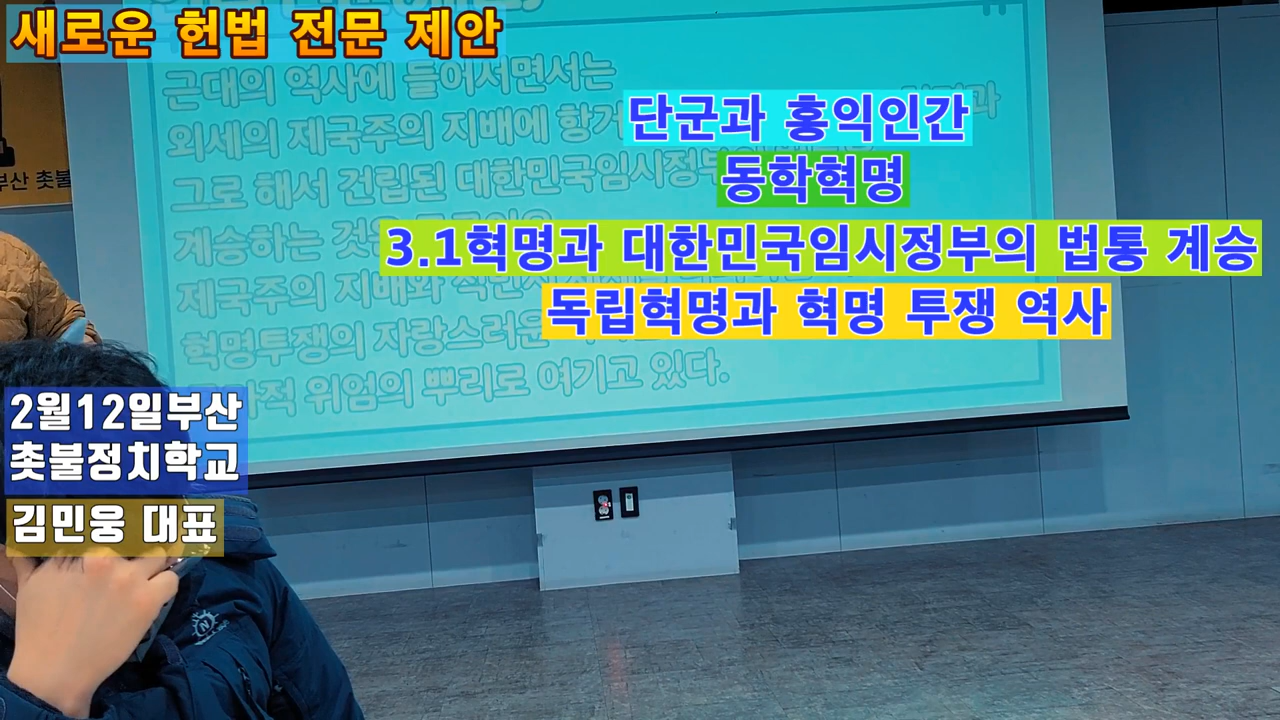 새로운 헌법 전문 제안
근대의 역사에 들어서면서는
외세의 제국주의 지배에 항거
그로 해서 건립된 대한민국임시정부
계승하는 것
제국주의 지배와
혁명투쟁의 자랑스러운
위엄의 뿌리로 여기고 있다.
단군과 홍익인간
동학혁명
3.1혁명과 대한민국임시정부의 법통 계승
독립혁명과 혁명 투쟁 역사
부산 촛불
2월12일부산
촛불정치학교
김민웅 대표